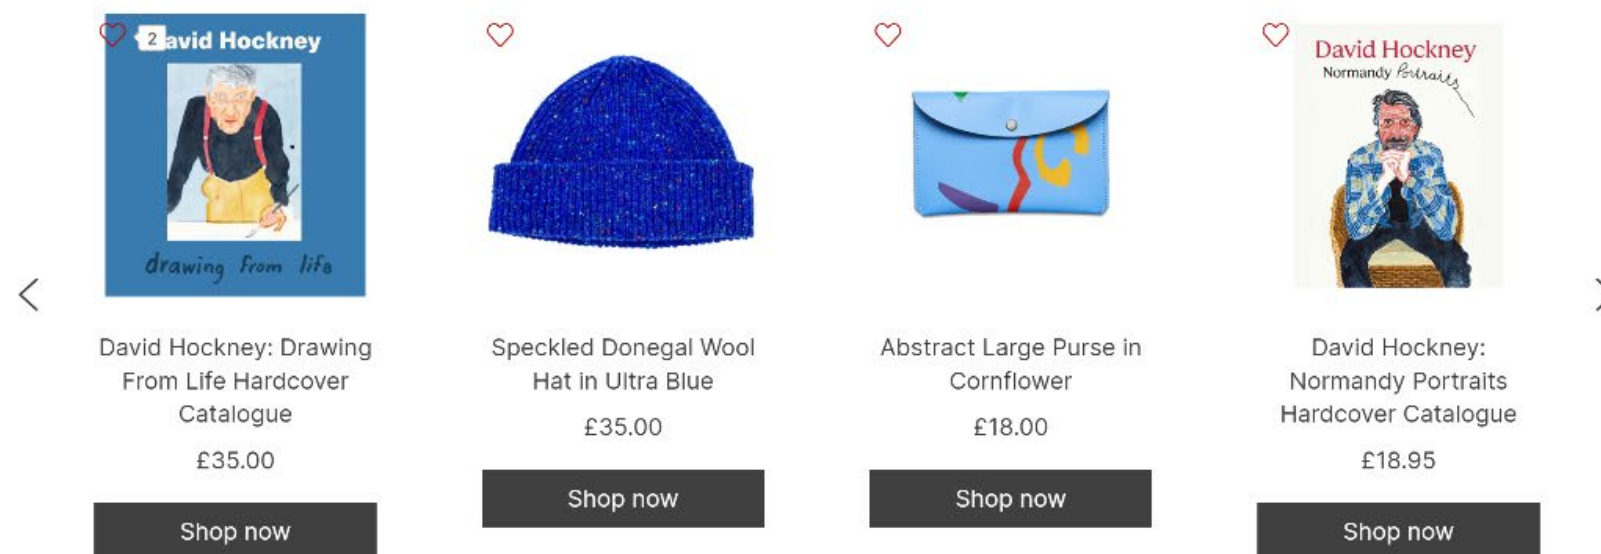 2
David Hockney
drawing from life
David Hockney: Drawing
From Life Hardcover
Catalogue
£35.00
Shop now
Speckled Donegal Wool
Hat in Ultra Blue
£35.00
Shop now
Abstract Large Purse in
Cornflower
£18.00
Shop now
David Hockney
Normandy Portraits
David Hockney:
Normandy Portraits
Hardcover Catalogue
£18.95
Shop now